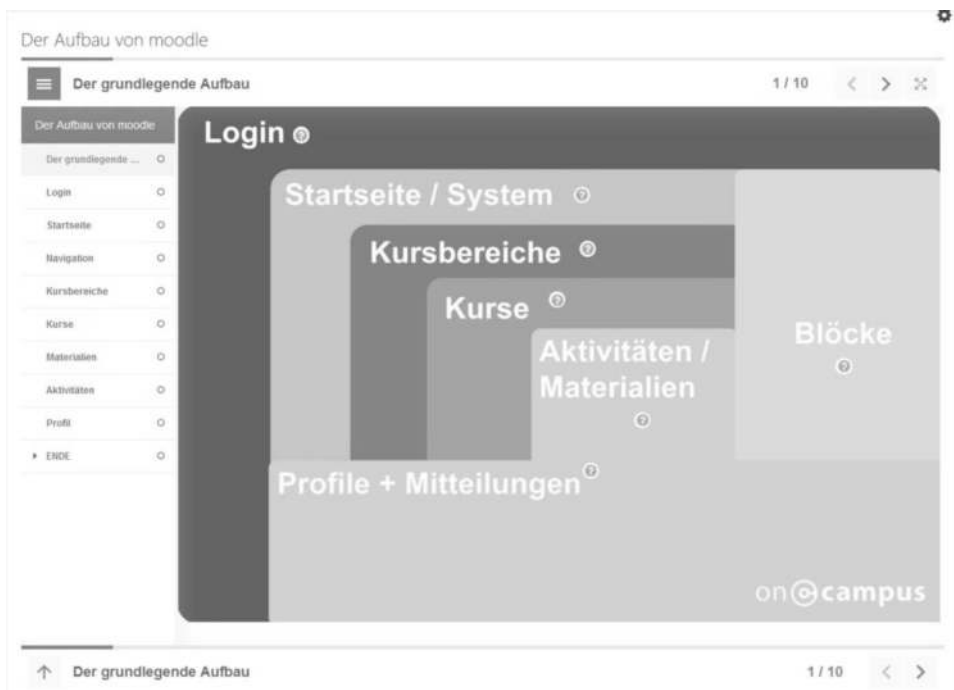 Der Aufbau von moodle
Der grundlegende Aufbau
1 / 10
Der Aufbau von moodle
Der grundlegende ...
Login
Startseite
Navigation
Kursbereiche
Kurse
Materialien
Aktivitäten
Profil
ENDE
Login
Startseite / System
Kursbereiche
Kurse
Aktivitäten /
Materialien
Blöcke
Profile + Mitteilungen
on campus
Der grundlegende Aufbau
1 / 10